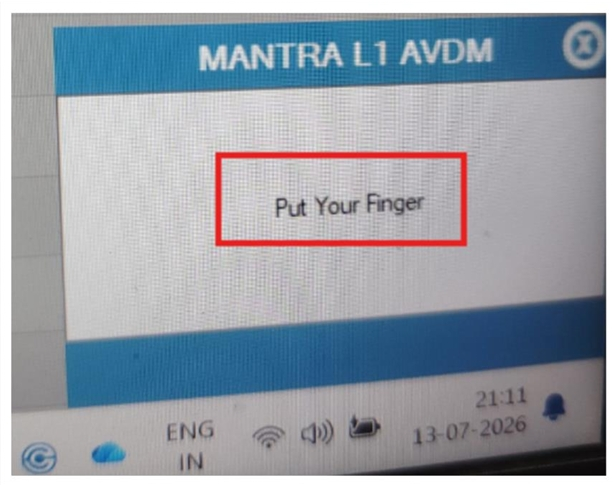 MANTRA L1 AVDM
Put Your Finger
ENG
IN
21:11
13-07-2026